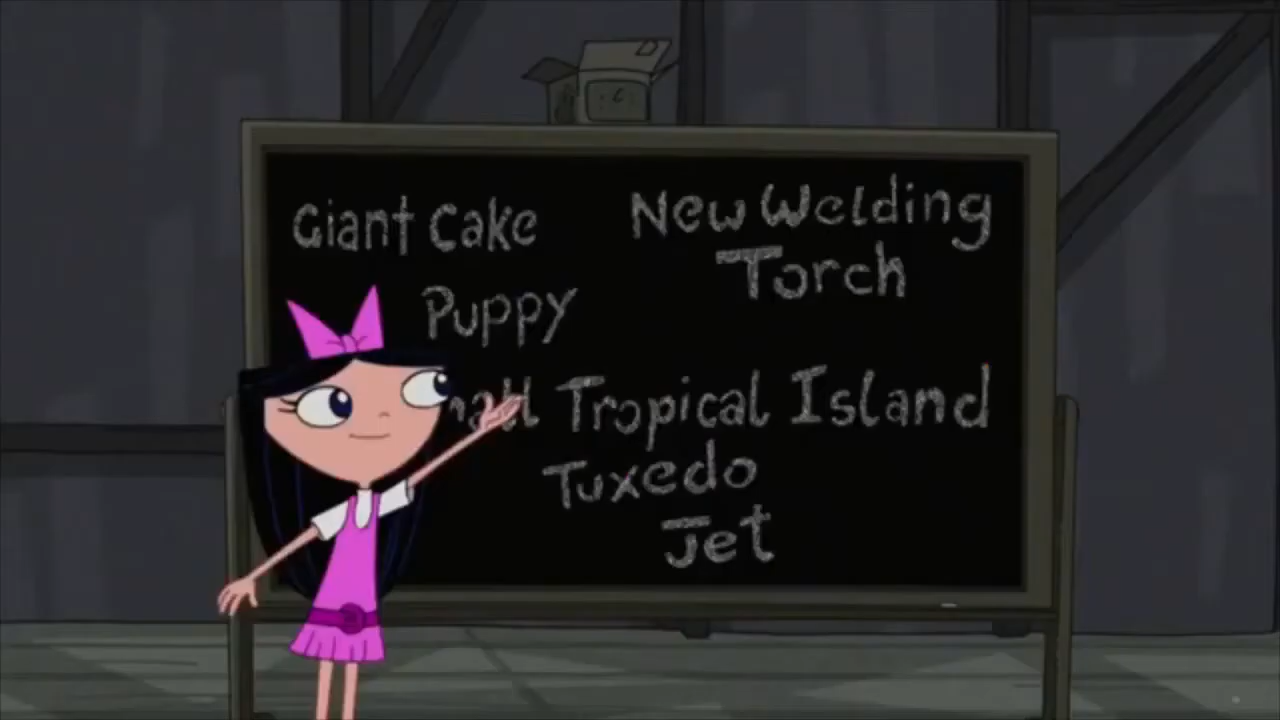 Giant Cake
New Welding
Torch
Puppy
Tropical Island
Tuxedo
Jet